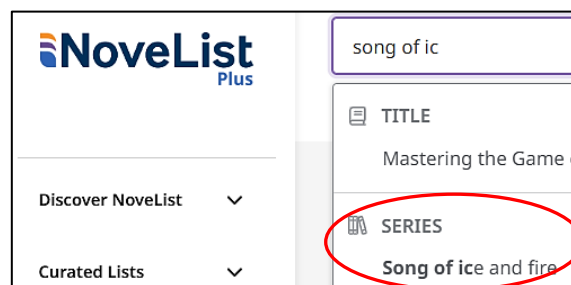 NoveList
Plus
song of ic
TITLE
Mastering the Game
Discover NoveList
SERIES
Song of ice and fire
Curated Lists